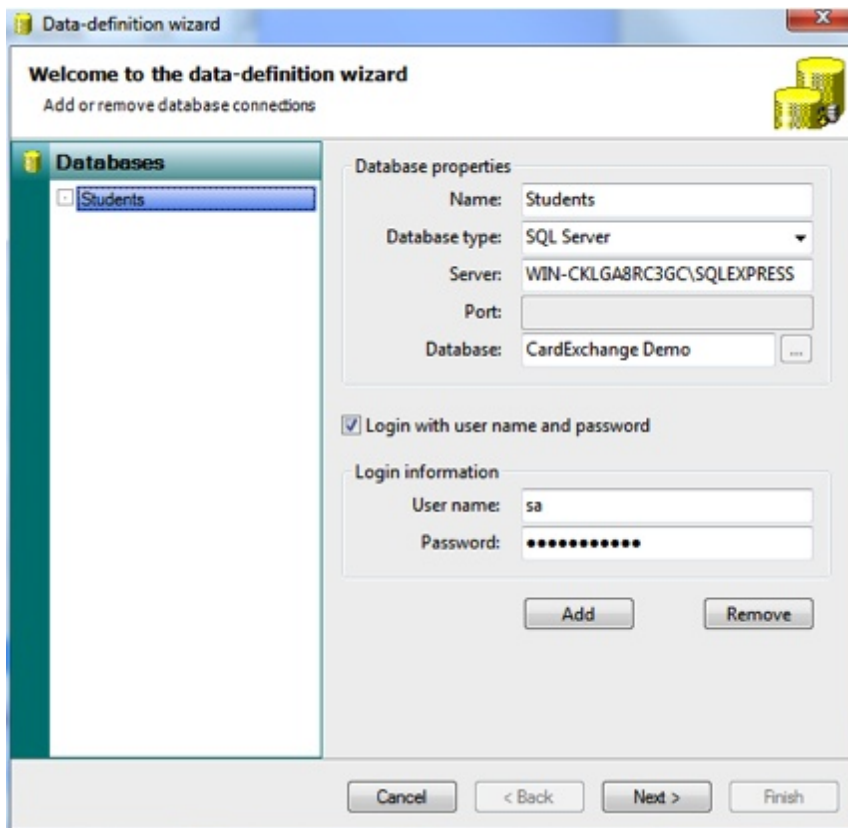 Data-definition wizard
Welcome to the data-definition wizard
Add or remove database connections
Databases
Students
Database properties
Name: Students
Database type: SQL Server
Server: WIN-CKLGA8RC3GC\SQLEXPRESS
Port:
Database: CardExchange Demo ...
Login with user name and password
Login information
User name: sa
Password: ●●●●●●●●●●●
Add Remove
Cancel < Back Next > Finish